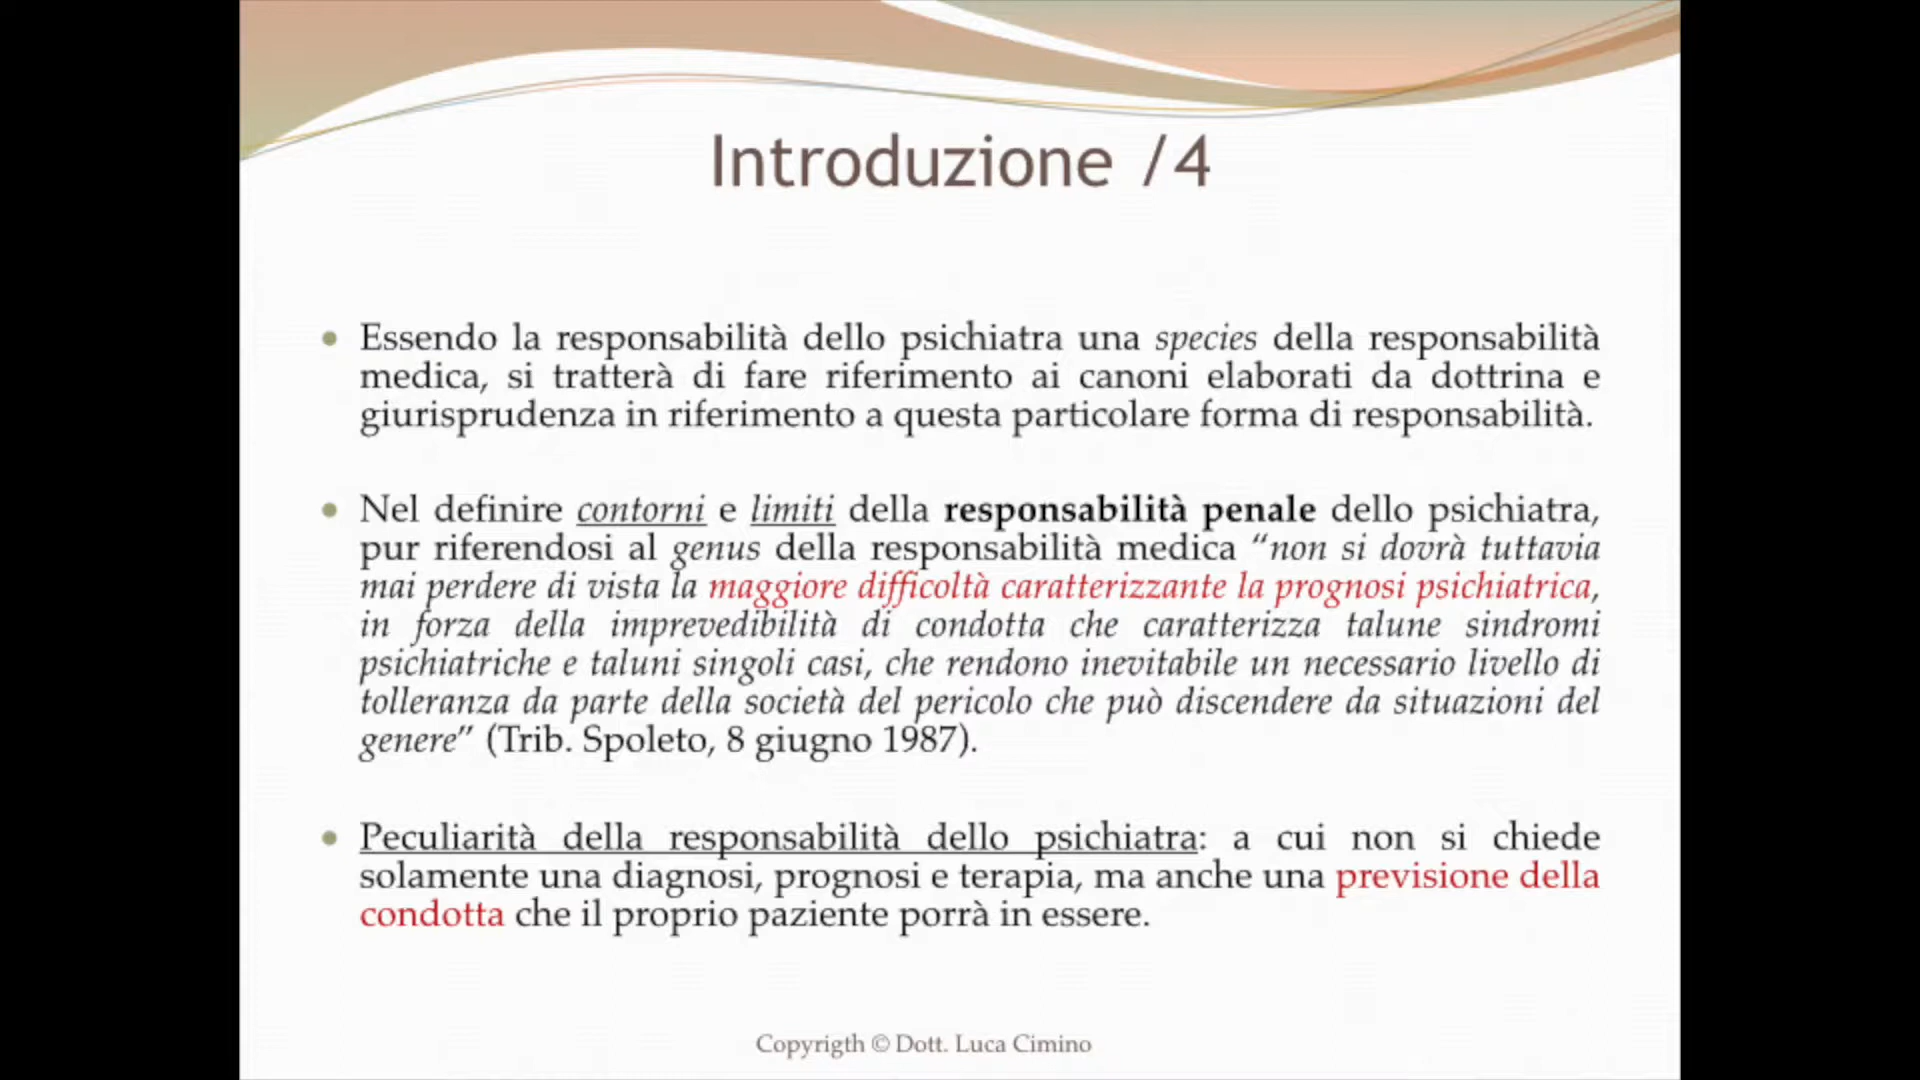 Introduzione /4
Essendo la responsabilità dello psichiatra una species della responsabilità
medica, si tratterà di fare riferimento ai canoni elaborati da dottrina e
giurisprudenza in riferimento a questa particolare forma di responsabilità.
Nel definire contorni e limiti della responsabilità penale dello psichiatra,
pur riferendosi al genus della responsabilità medica “non si dovrà tuttavia
mai perdere di vista la maggiore difficoltà caratterizzante la prognosi psichiatrica,
in forza della imprevedibilità di condotta che caratterizza talune sindromi
psichiatriche e taluni singoli casi, che rendono inevitabile un necessario livello di
tolleranza da parte della società del pericolo che può discendere da situazioni del
genere” (Trib. Spoleto, 8 giugno 1987).
Peculiarità della responsabilità dello psichiatra: a cui non si chiede
solamente una diagnosi, prognosi e terapia, ma anche una previsione della
condotta che il proprio paziente porrà in essere.
Copyrigth © Dott. Luca Cimino